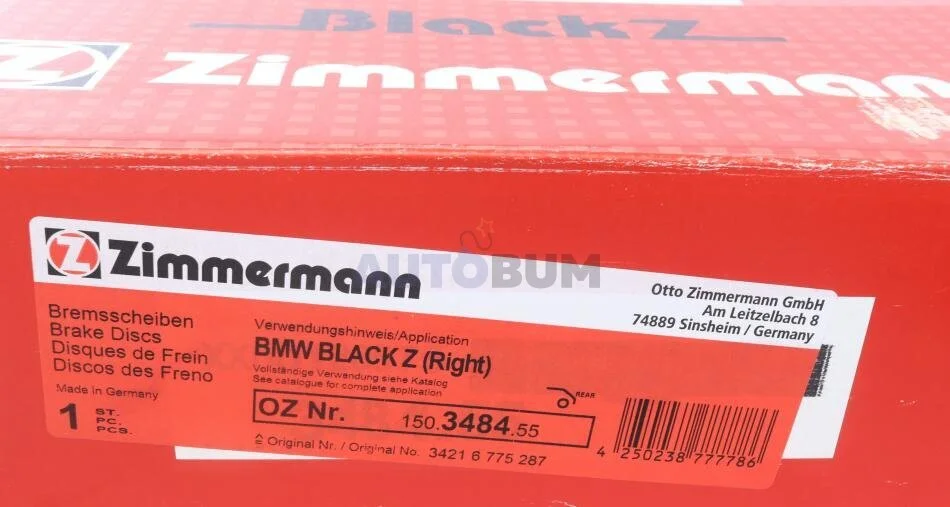 BlackZ
Z Zimmermann
Z Zimmermann
AUTOBUM
Otto Zimmermann GmbH
Am Leitzelbach 8
74889 Sinsheim / Germany
Bremsscheiben
Brake Discs
Disques de Frein
Discos del Freno
Made in Germany
1 ST.
PC.
PCS.
Verwendungshinweis/Application
BMW BLACK Z (Right)
Vollständige Verwendung siehe Katalog
See catalogue for complete application
REAR
OZ Nr. 150.3484.55
≙ Original Nr. / Original No. 3421 6 775 287
4 250238 777786